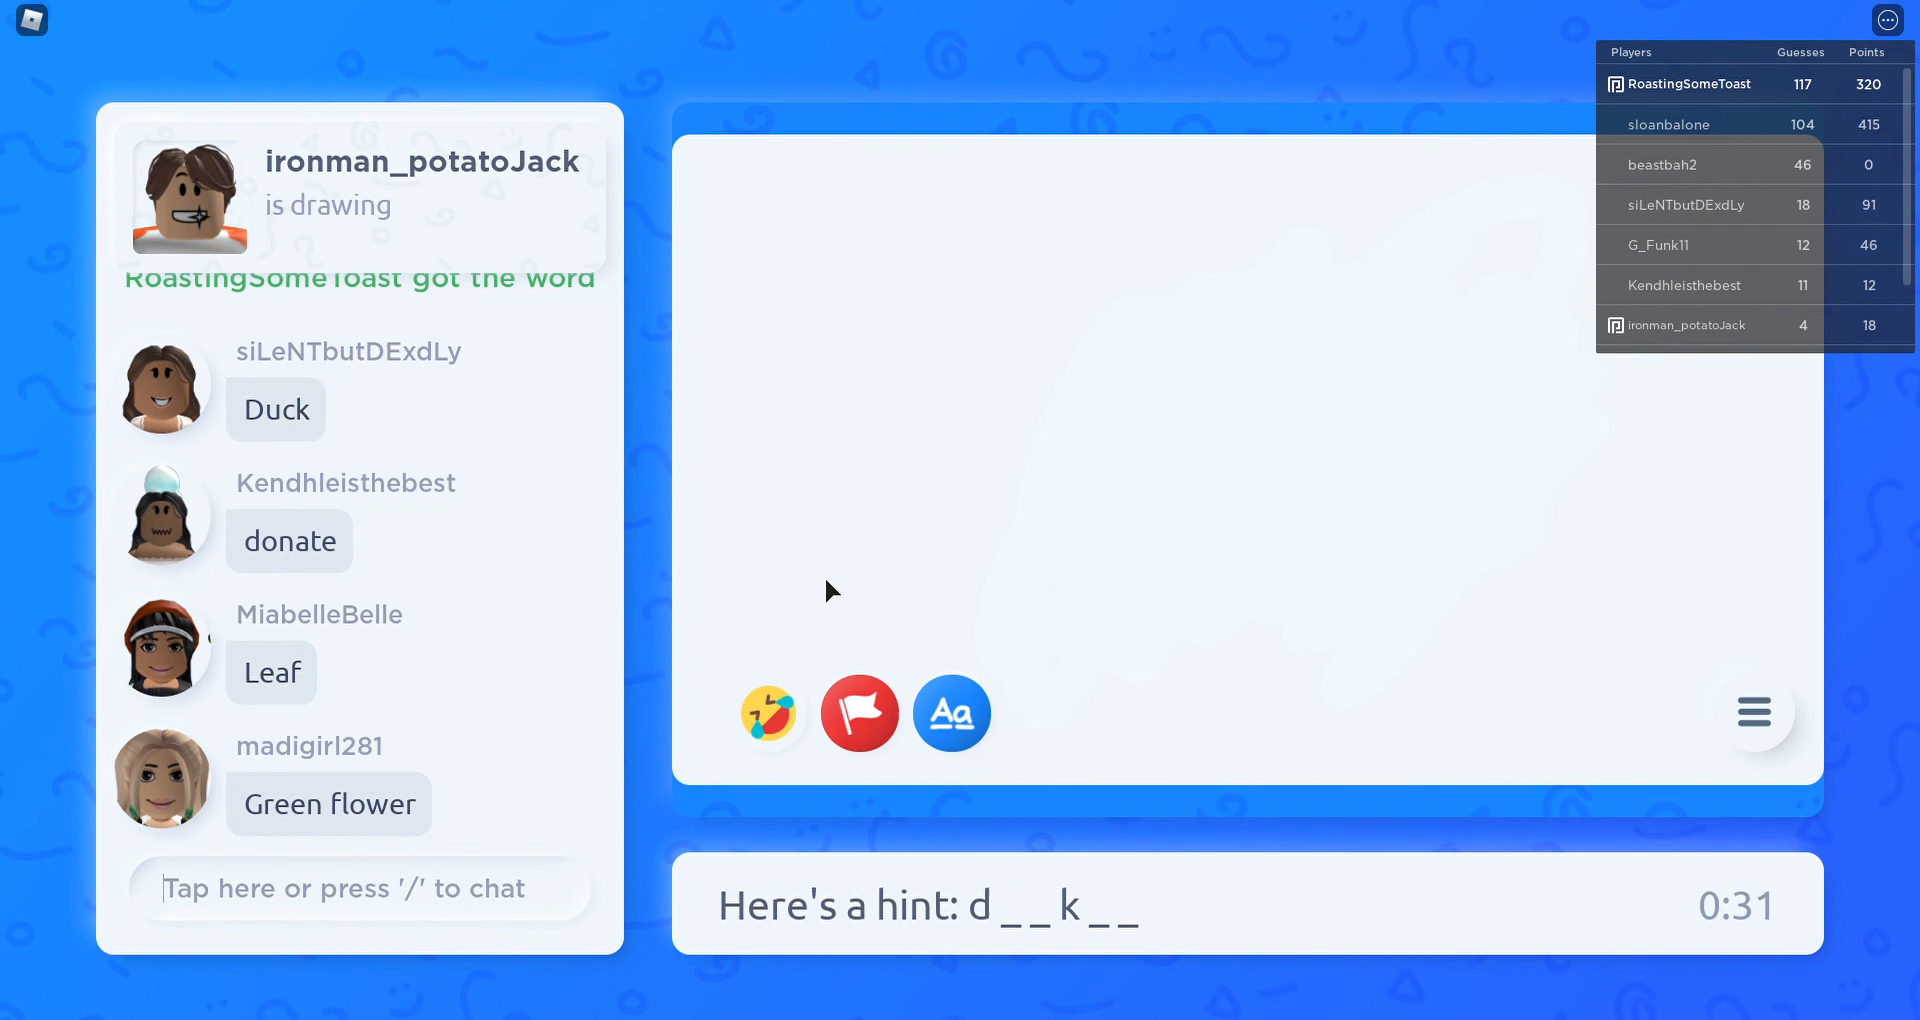 Players Guesses Points
RoastingSomeToast 117 320
sloanbalone 104 415
beastbah2 46 0
siLeNTbutDExdLy 18 91
G_Funk11 12 46
Kendhleisthebest 11 12
ironman_potatoJack 4 18
ironman_potatoJack
is drawing
RoastingSomeToast got the word
siLeNTbutDExdLy
Duck
Kendhleisthebest
donate
MiabelleBelle
Leaf
madigirl281
Green flower
Tap here or press '/' to chat
Aa
Here's a hint: d _ _ k _ _ 0:31